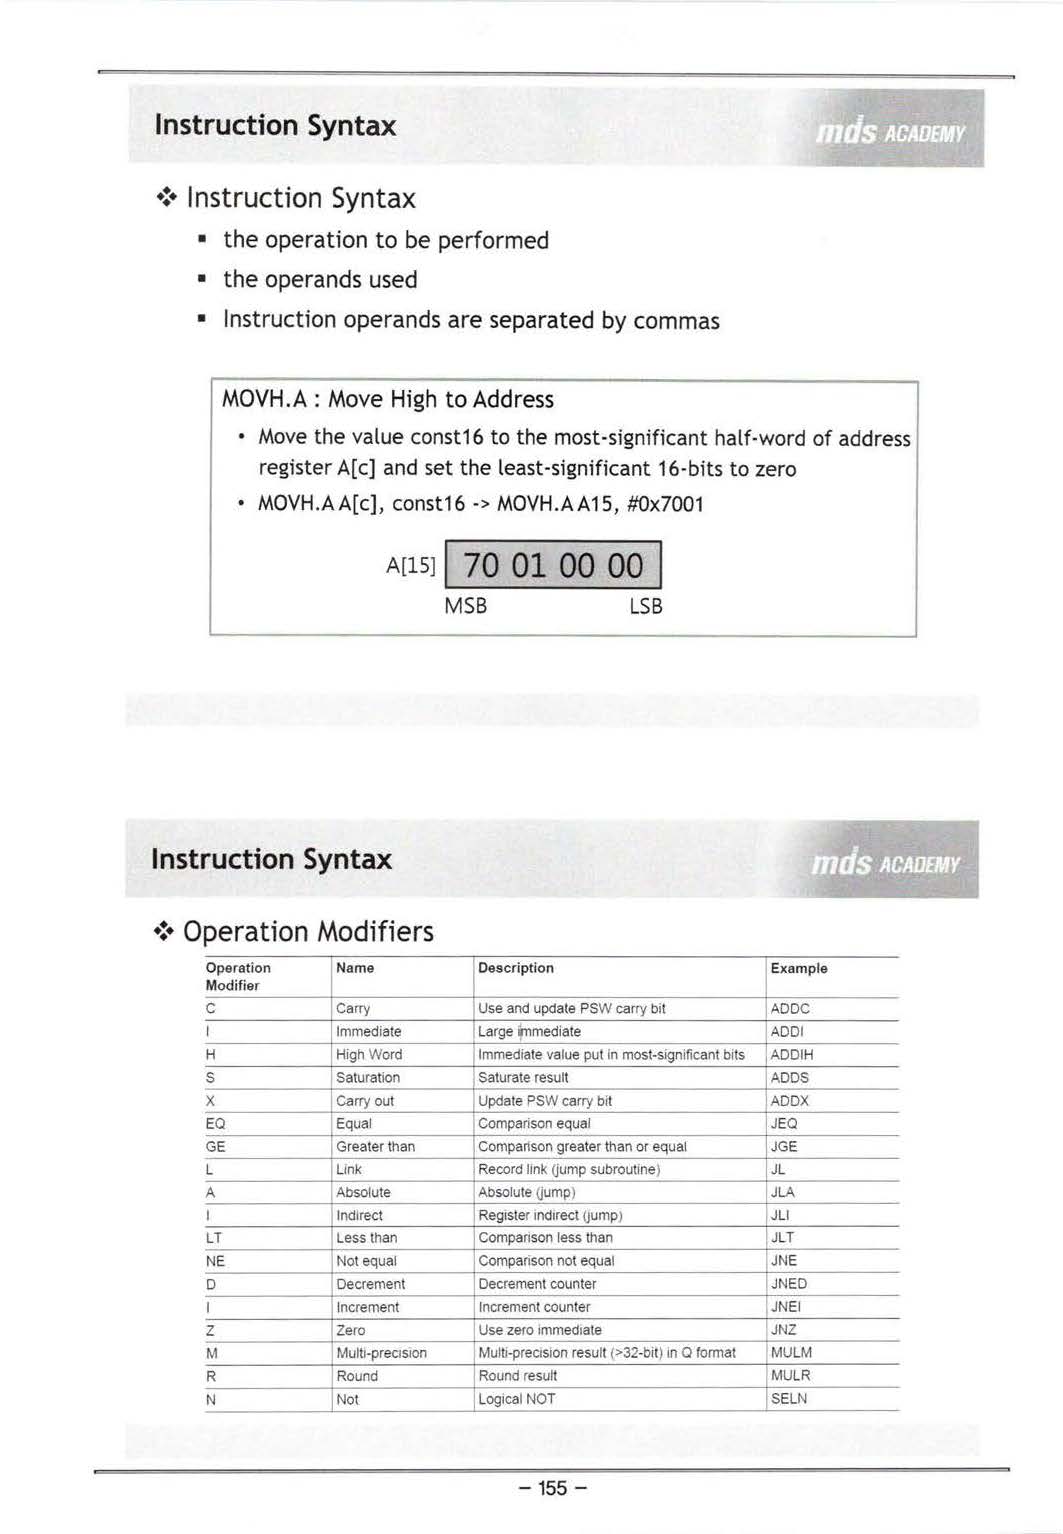 Instruction Syntax
mds ACADEMY
Instruction Syntax
▪ the operation to be performed
▪ the operands used
▪ Instruction operands are separated by commas
MOVH.A : Move High to Address
• Move the value const16 to the most-significant half-word of address
register A[c] and set the least-significant 16-bits to zero
• MOVH.A A[c], const16 -> MOVH.A A15, #0x7001
A[15] 70 01 00 00
MSB LSB
Instruction Syntax
mds ACADEMY
Operation Modifiers
Operation Modifier Name Description Example
C Carry Use and update PSW carry bit ADDC
I Immediate Large immediate ADDI
H High Word Immediate value put in most-significant bits ADDIH
S Saturation Saturate result ADDS
X Carry out Update PSW carry bit ADDX
EQ Equal Comparison equal JEQ
GE Greater than Comparison greater than or equal JGE
L Link Record link (jump subroutine) JL
A Absolute Absolute (jump) JLA
I Indirect Register indirect (jump) JLI
LT Less than Comparison less than JLT
NE Not equal Comparison not equal JNE
D Decrement Decrement counter JNED
I Increment Increment counter JNEI
Z Zero Use zero immediate JNZ
M Multi-precision Multi-precision result (>32-bit) in Q format MULM
R Round Round result MULR
N Not Logical NOT SELN
– 155 –